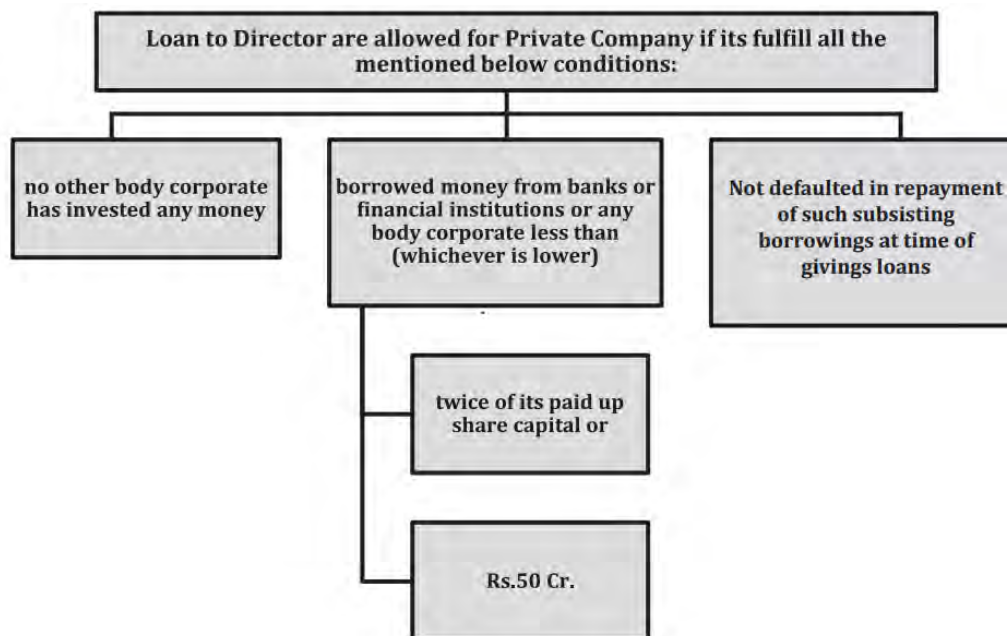 Loan to Director are allowed for Private Company if its fulfill all the
mentioned below conditions:
no other body corporate
has invested any money
borrowed money from banks or
financial institutions or any
body corporate less than
(whichever is lower)
Not defaulted in repayment
of such subsisting
borrowings at time of
givings loans
twice of its paid up
share capital or
Rs.50 Cr.